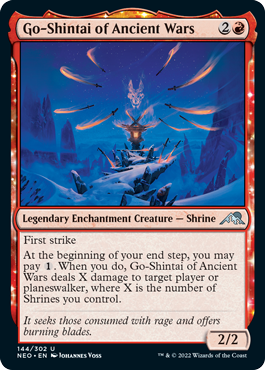 Go-Shintai of Ancient Wars 2
Legendary Enchantment Creature — Shrine
First strike
At the beginning of your end step, you may
pay 1. When you do, Go-Shintai of Ancient
Wars deals X damage to target player or
planeswalker, where X is the number of
Shrines you control.
It seeks those consumed with rage and offers
burning blades.
2/2
144/302 U
NEO • EN Johannes Voss
™ & © 2022 Wizards of the Coast